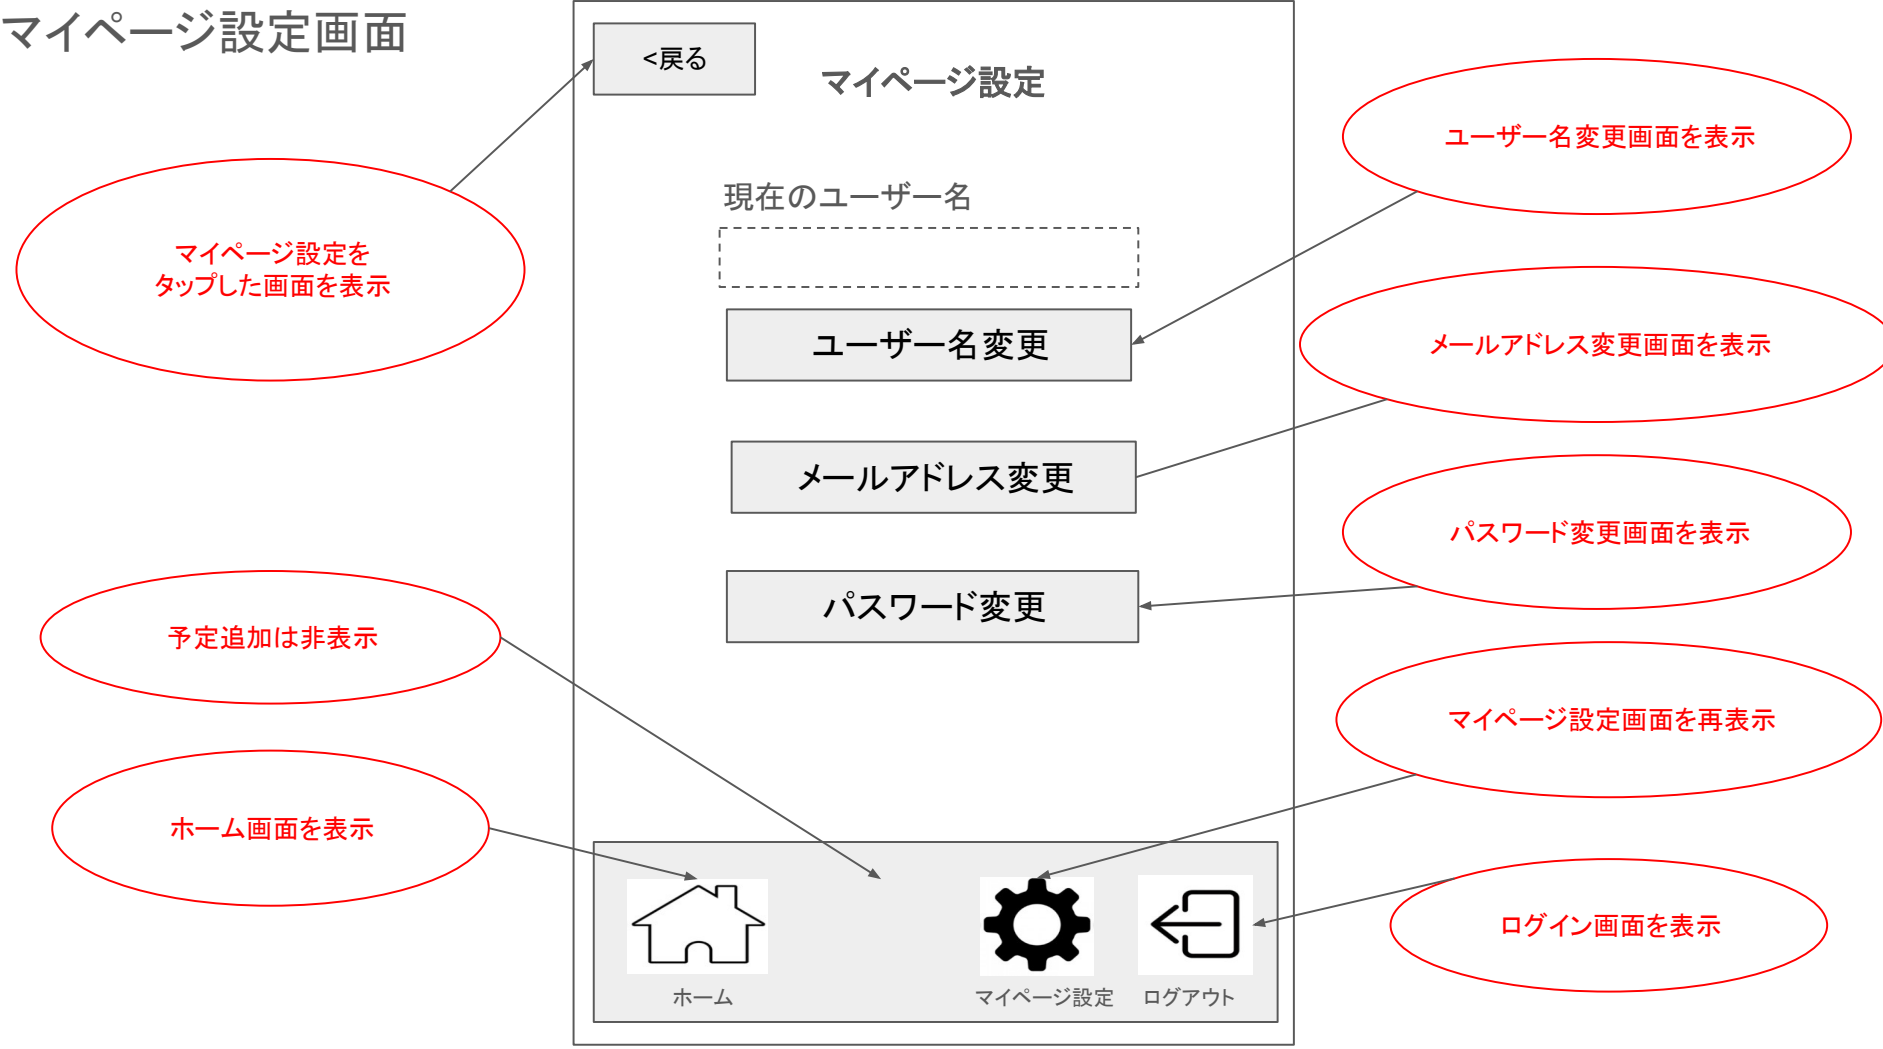 マイページ設定画面
<戻る
マイページ設定
現在のユーザー名
ユーザー名変更
メールアドレス変更
パスワード変更
ホーム
マイページ設定
ログアウト
マイページ設定を
タップした画面を表示
予定追加は非表示
ホーム画面を表示
ユーザー名変更画面を表示
メールアドレス変更画面を表示
パスワード変更画面を表示
マイページ設定画面を再表示
ログイン画面を表示